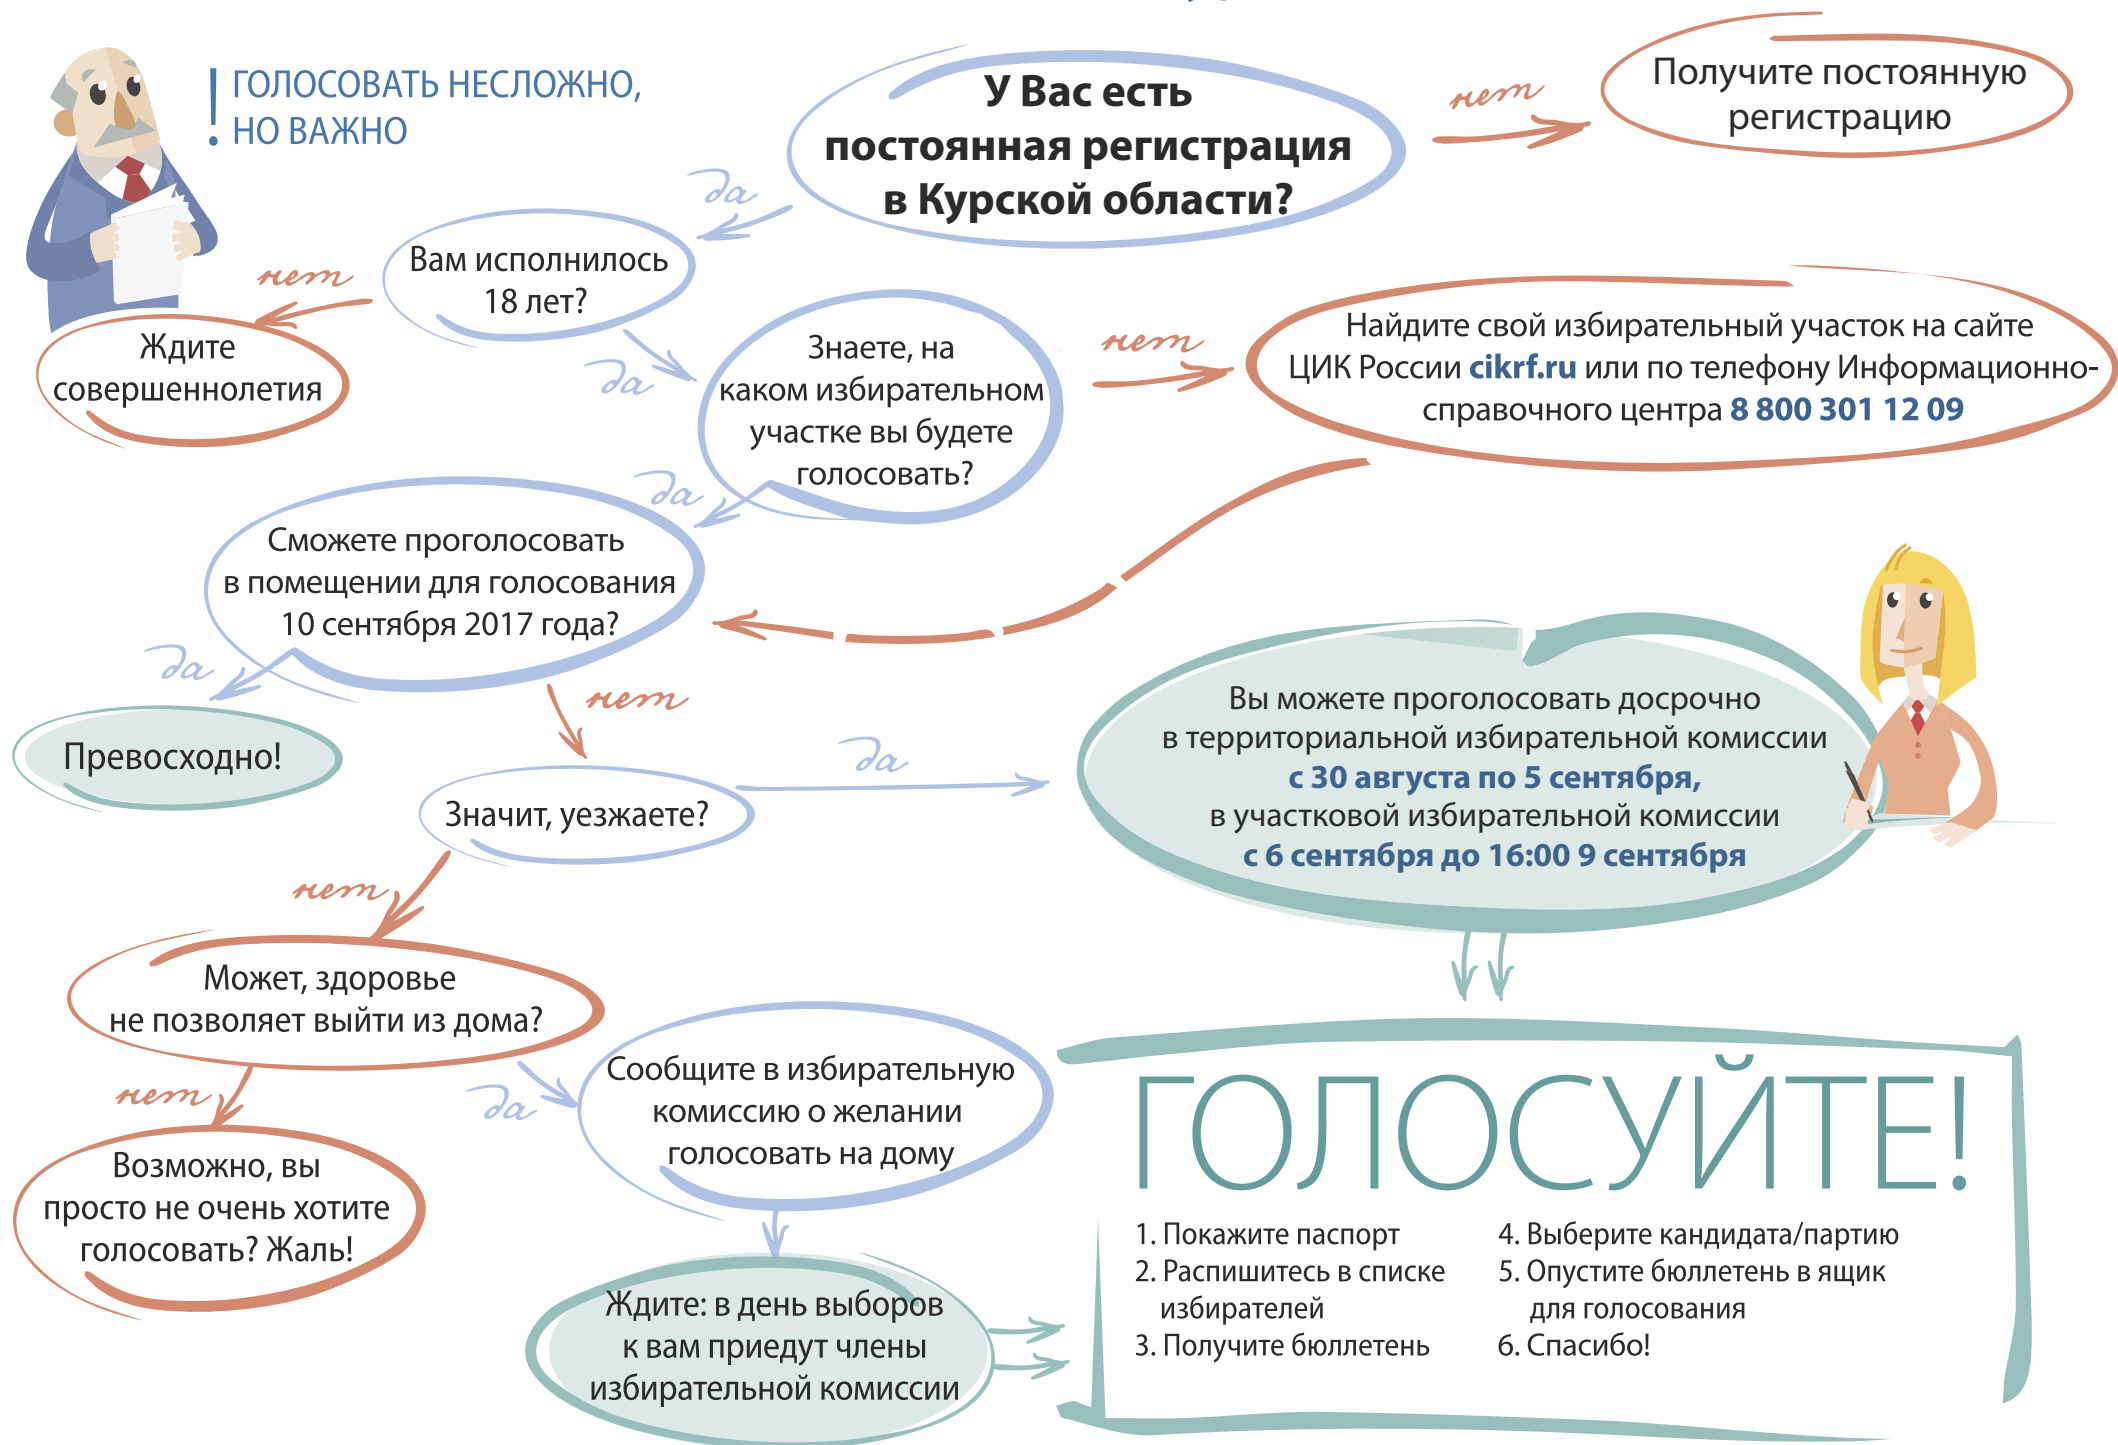 ГОЛОСОВАТЬ НЕСЛОЖНО,
НО ВАЖНО
У Вас есть
постоянная регистрация
в Курской области?
нет
Получите постоянную
регистрацию
да
Вам исполнилось
18 лет?
нет
Ждите
совершеннолетия
да
Знаете, на
каком избирательном
участке вы будете
голосовать?
нет
Найдите свой избирательный участок на сайте
ЦИК России cikrf.ru или по телефону Информационно-
справочного центра 8 800 301 12 09
да
Сможете проголосовать
в помещении для голосования
10 сентября 2017 года?
да
Превосходно!
нет
Значит, уезжаете?
да
Вы можете проголосовать досрочно
в территориальной избирательной комиссии
с 30 августа по 5 сентября,
в участковой избирательной комиссии
с 6 сентября до 16:00 9 сентября
нет
Может, здоровье
не позволяет выйти из дома?
нет
Возможно, вы
просто не очень хотите
голосовать? Жаль!
да
Сообщите в избирательную
комиссию о желании
голосовать на дому
Ждите: в день выборов
к вам приедут члены
избирательной комиссии
ГОЛОСУЙТЕ!
1. Покажите паспорт
2. Распишитесь в списке
избирателей
3. Получите бюллетень
4. Выберите кандидата/партию
5. Опустите бюллетень в ящик
для голосования
6. Спасибо!